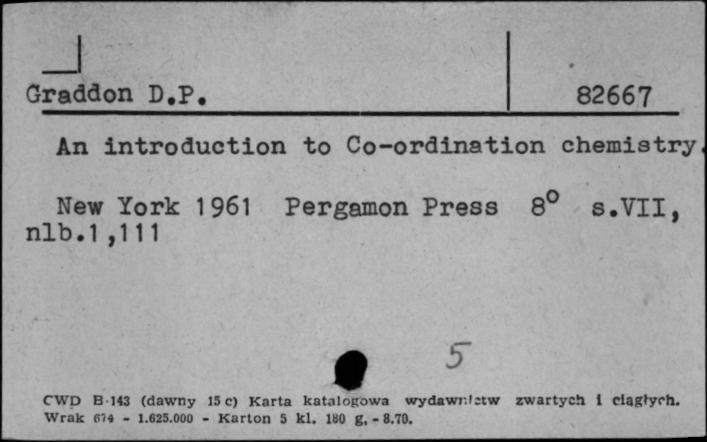 Graddon D.P. 82667
An introduction to Co-ordination chemistry.
New York 1961 Pergamon Press 8° s.VII,
nlb.1,111
5
CWD B-143 (dawny 15 c) Karta katalogowa wydawnictw zwartych i ciągłych.
Wrak 674 - 1.625.000 - Karton 5 kl. 180 g. - 8.70.